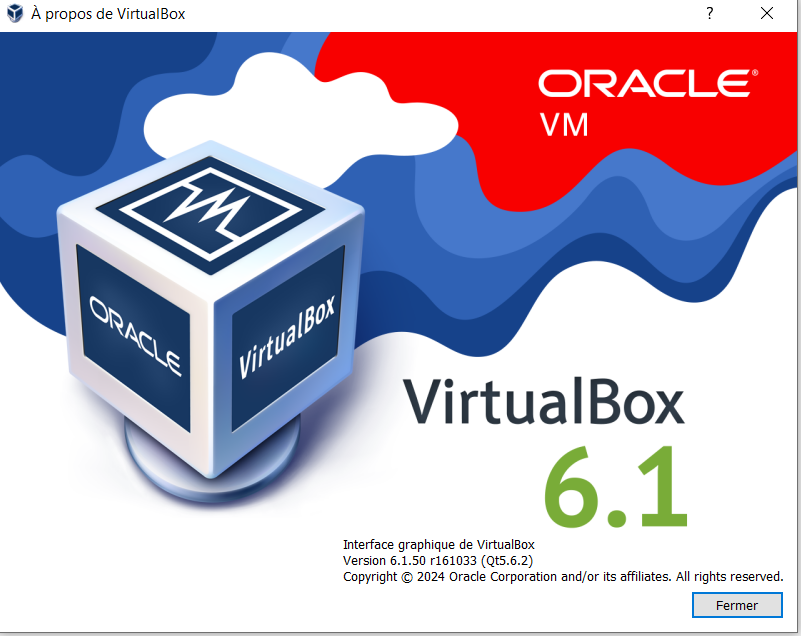 À propos de VirtualBox
?
ORACLE®
VM
ORACLE
VirtualBox
VirtualBox
6.1
Interface graphique de VirtualBox
Version 6.1.50 r161033 (Qt5.6.2)
Copyright © 2024 Oracle Corporation and/or its affiliates. All rights reserved.
Fermer